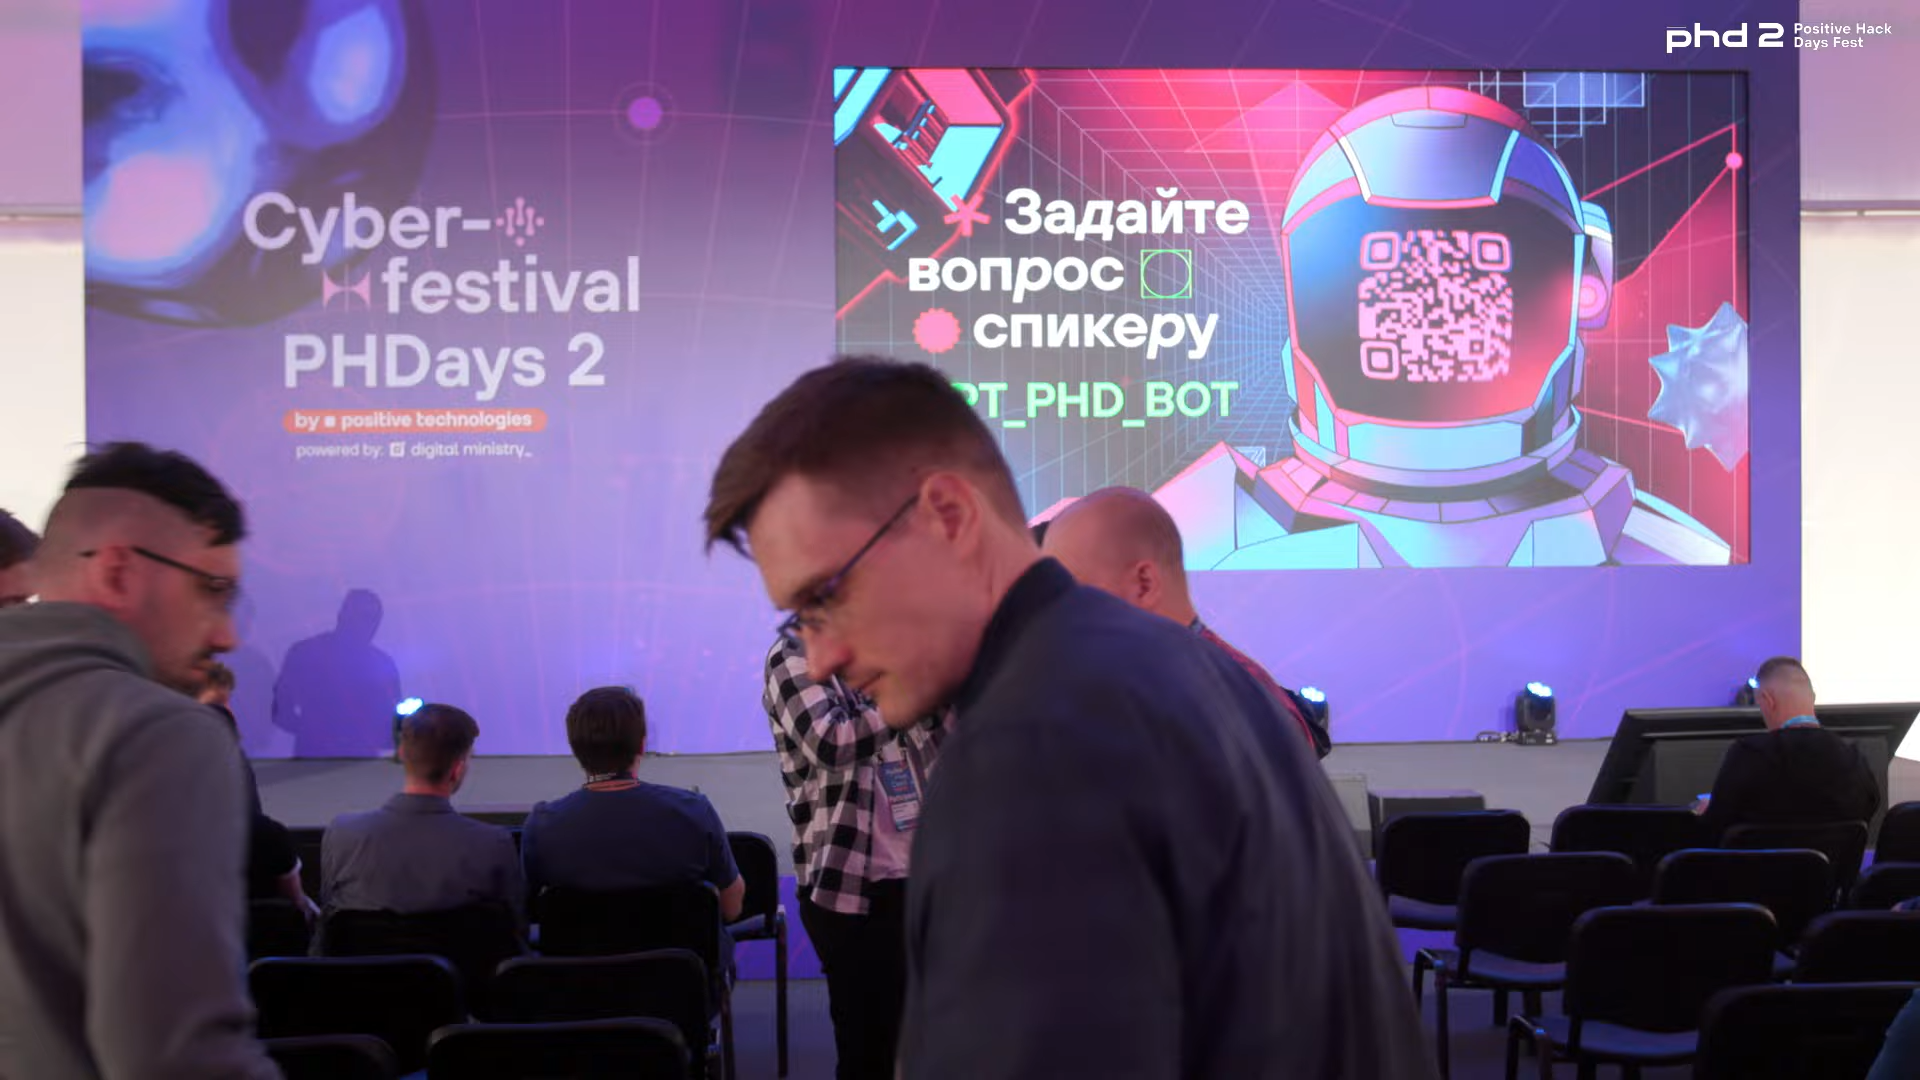 phd 2 Positive Hack
Days Fest
Cyber-
festival
PHDays 2
by positive technologies
powered by: digital ministry_
Задайте
вопрос
спикеру
PT_PHD_BOT